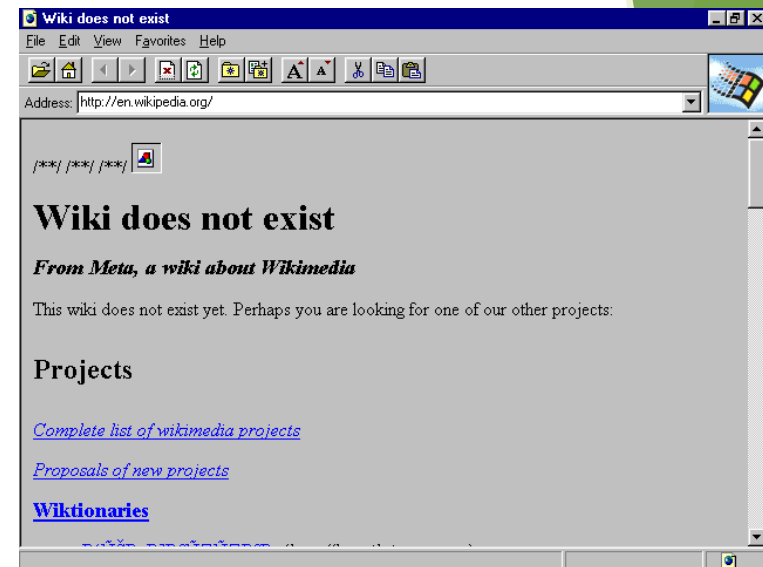 Wiki does not exist
File Edit View Favorites Help
Address: http://en.wikipedia.org/
/**/ /**/ /**/
Wiki does not exist
From Meta, a wiki about Wikimedia
This wiki does not exist yet. Perhaps you are looking for one of our other projects:
Projects
Complete list of wikimedia projects
Proposals of new projects
Wiktionaries